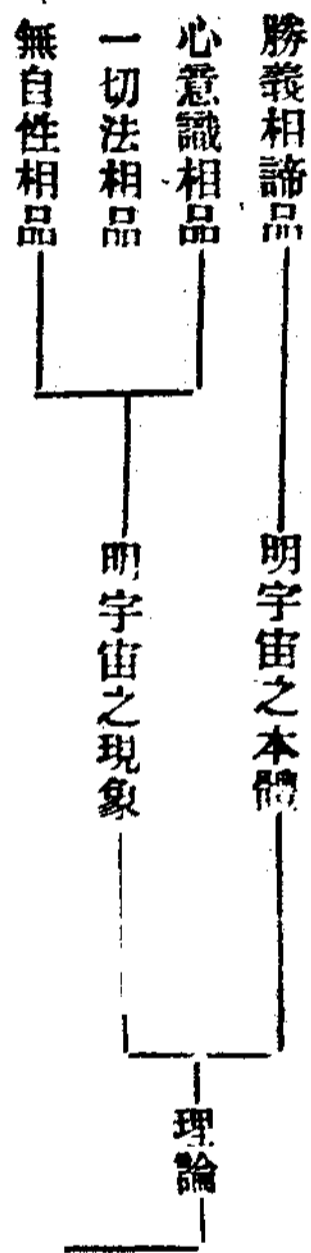 勝義相諦品
心意識相品
一切法相品
無自性相品
明宇宙之本體
明宇宙之現象
理論